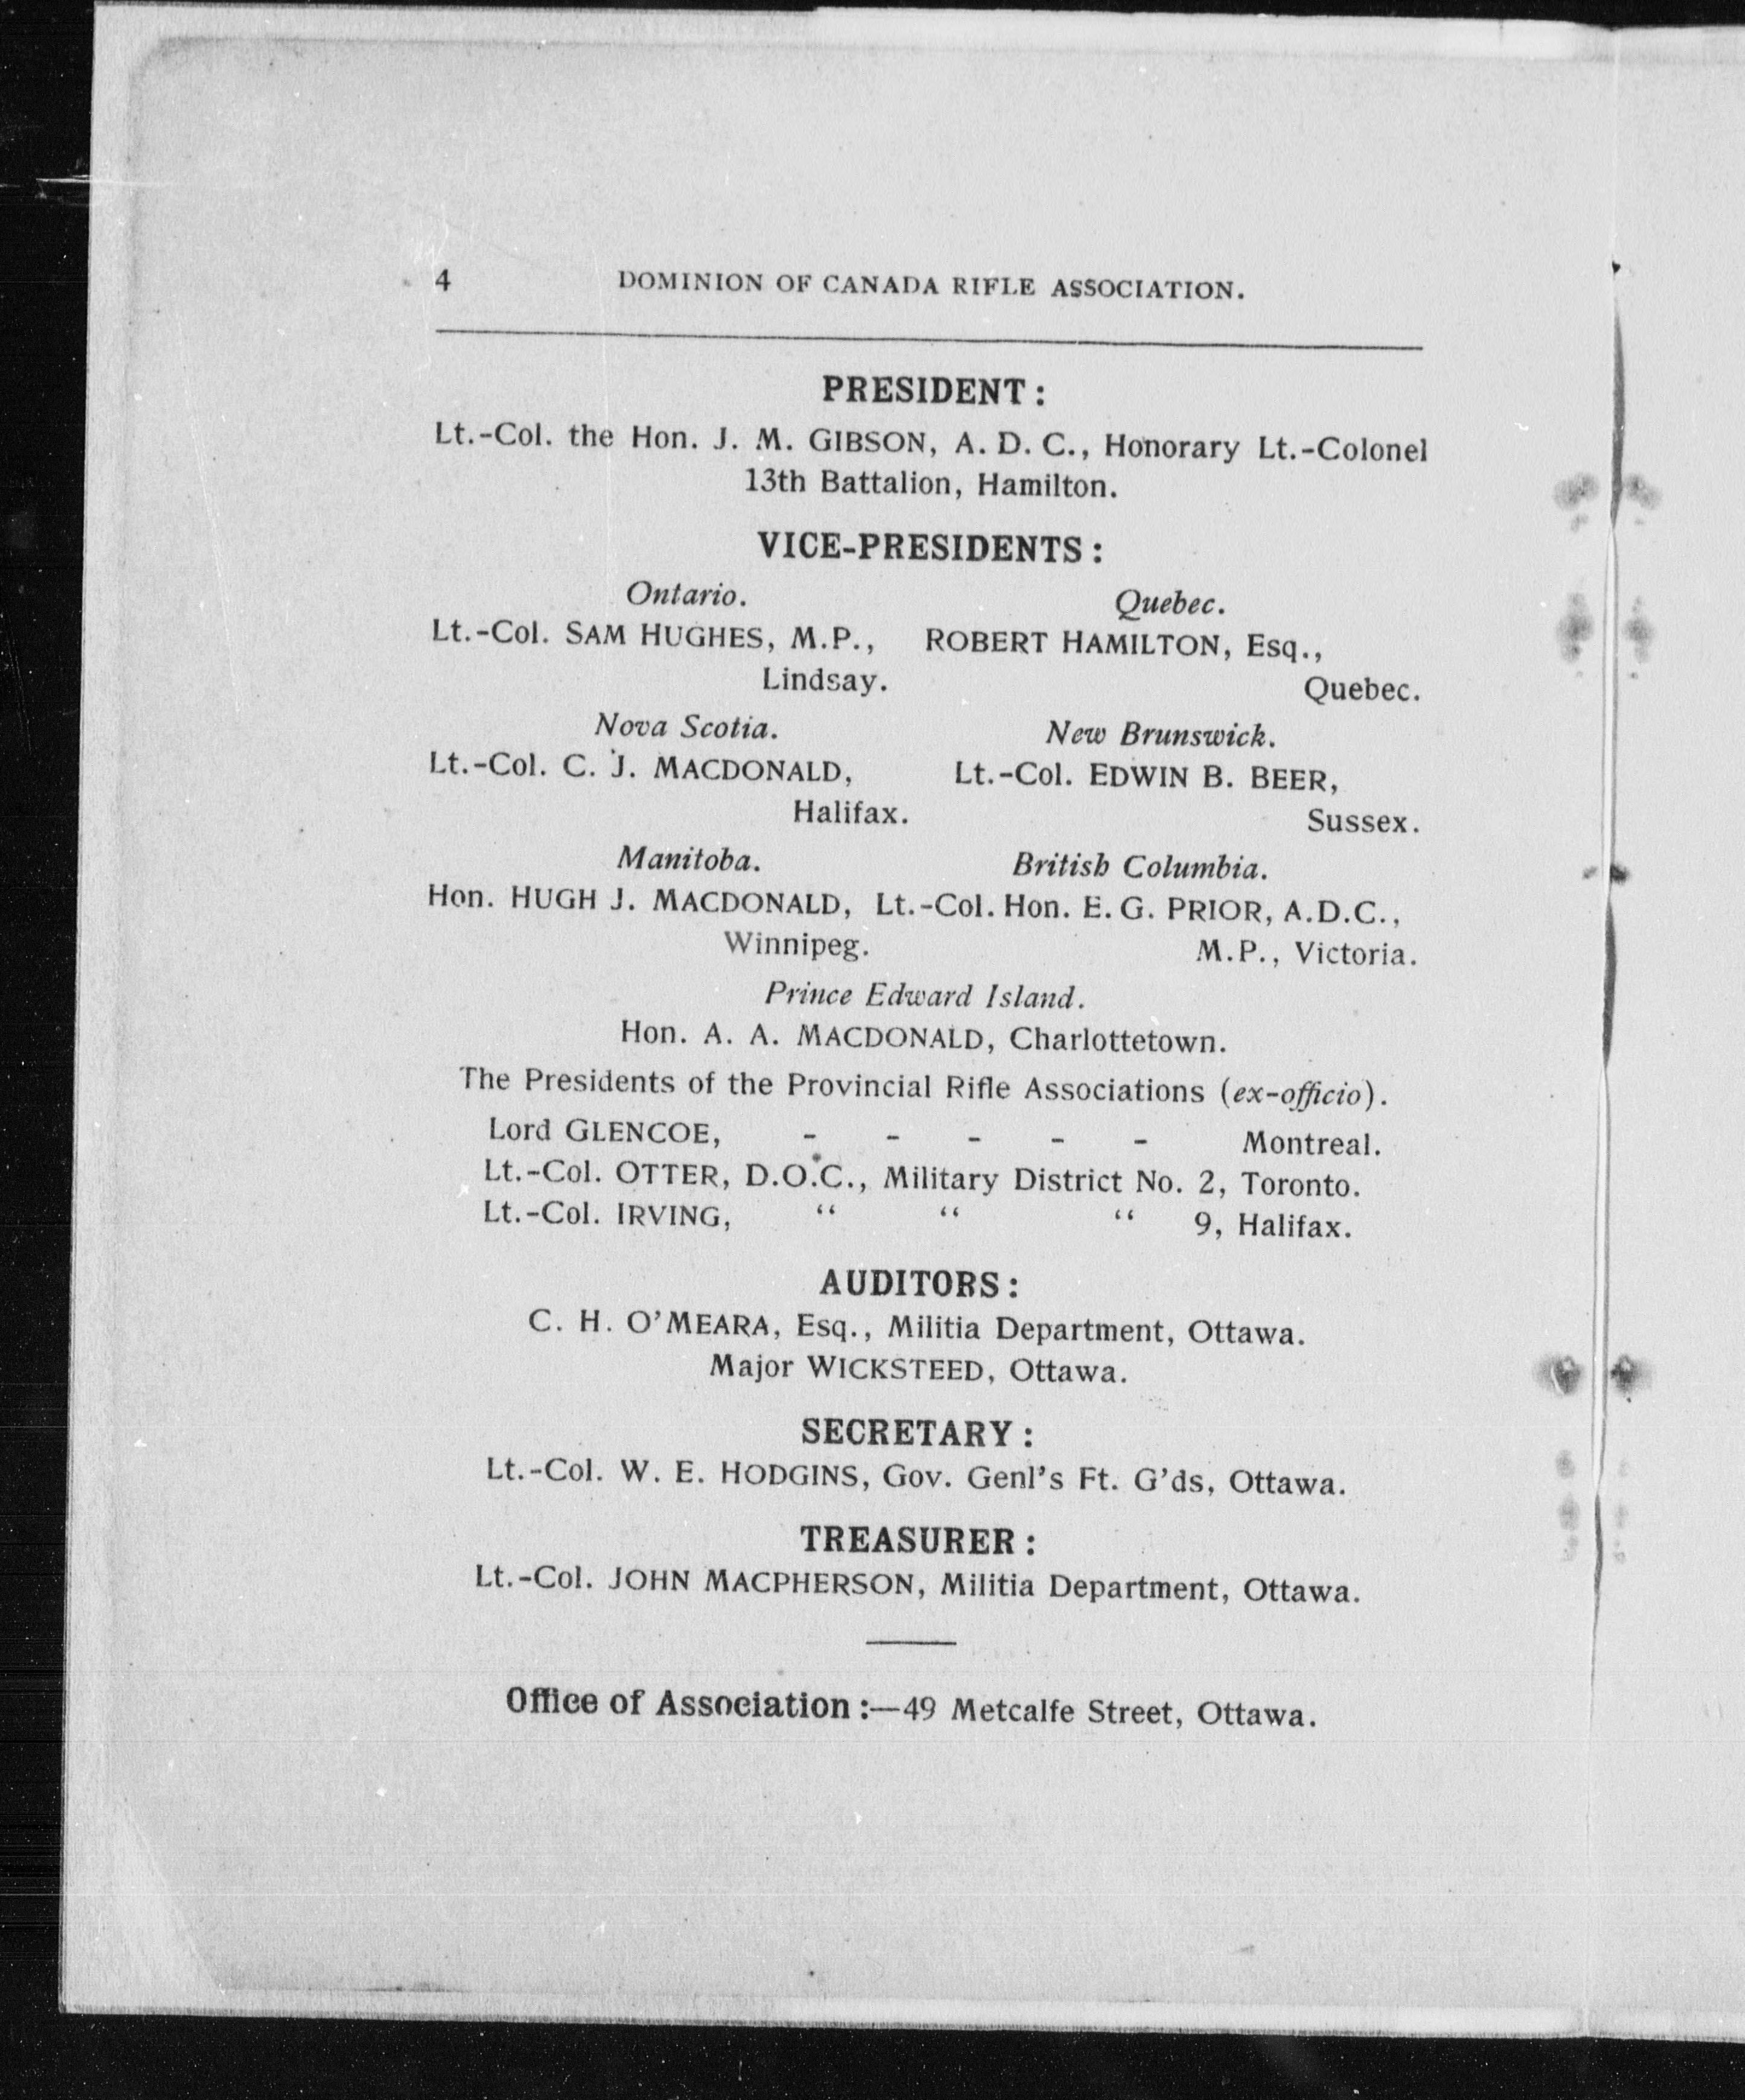 4 DOMINION OF CANADA RIFLE ASSOCIATION.
PRESIDENT :
Lt.-Col. the Hon. J. M. GIBSON, A. D. C., Honorary Lt.-Colonel
13th Battalion, Hamilton.
VICE-PRESIDENTS :
Ontario. Quebec.
Lt.-Col. SAM HUGHES, M.P., ROBERT HAMILTON, Esq.,
Lindsay. Quebec.
Nova Scotia. New Brunswick.
Lt.-Col. C. J. MACDONALD, Lt.-Col. EDWIN B. BEER,
Halifax. Sussex.
Manitoba. British Columbia.
Hon. HUGH J. MACDONALD, Lt.-Col. Hon. E. G. PRIOR, A.D.C.,
Winnipeg. M.P., Victoria.
Prince Edward Island.
Hon. A. A. MACDONALD, Charlottetown.
The Presidents of the Provincial Rifle Associations (ex-officio).
Lord GLENCOE, - - - - - Montreal.
Lt.-Col. OTTER, D.O.C., Military District No. 2, Toronto.
Lt.-Col. IRVING, “ “ “ 9, Halifax.
AUDITORS :
C. H. O’MEARA, Esq., Militia Department, Ottawa.
Major WICKSTEED, Ottawa.
SECRETARY :
Lt.-Col. W. E. HODGINS, Gov. Genl’s Ft. G’ds, Ottawa.
TREASURER :
Lt.-Col. JOHN MACPHERSON, Militia Department, Ottawa.
Office of Association :—49 Metcalfe Street, Ottawa.